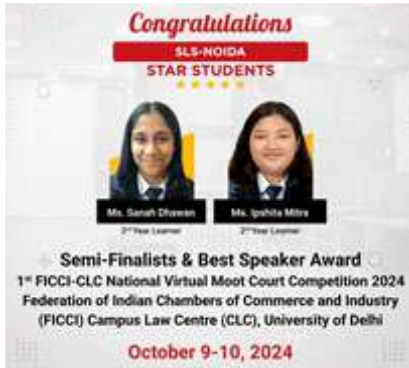 Congratulations
SLS-NOIDA
STAR STUDENTS
Ms. Sanah Dhawan
Ms. Ipshita Mitra
2nd Year Learner
2nd Year Learner
Semi-Finalists & Best Speaker Award
1st FICCI-CLC National Virtual Moot Court Competition 2024
Federation of Indian Chambers of Commerce and Industry
(FICCI) Campus Law Centre (CLC), University of Delhi
October 9-10, 2024